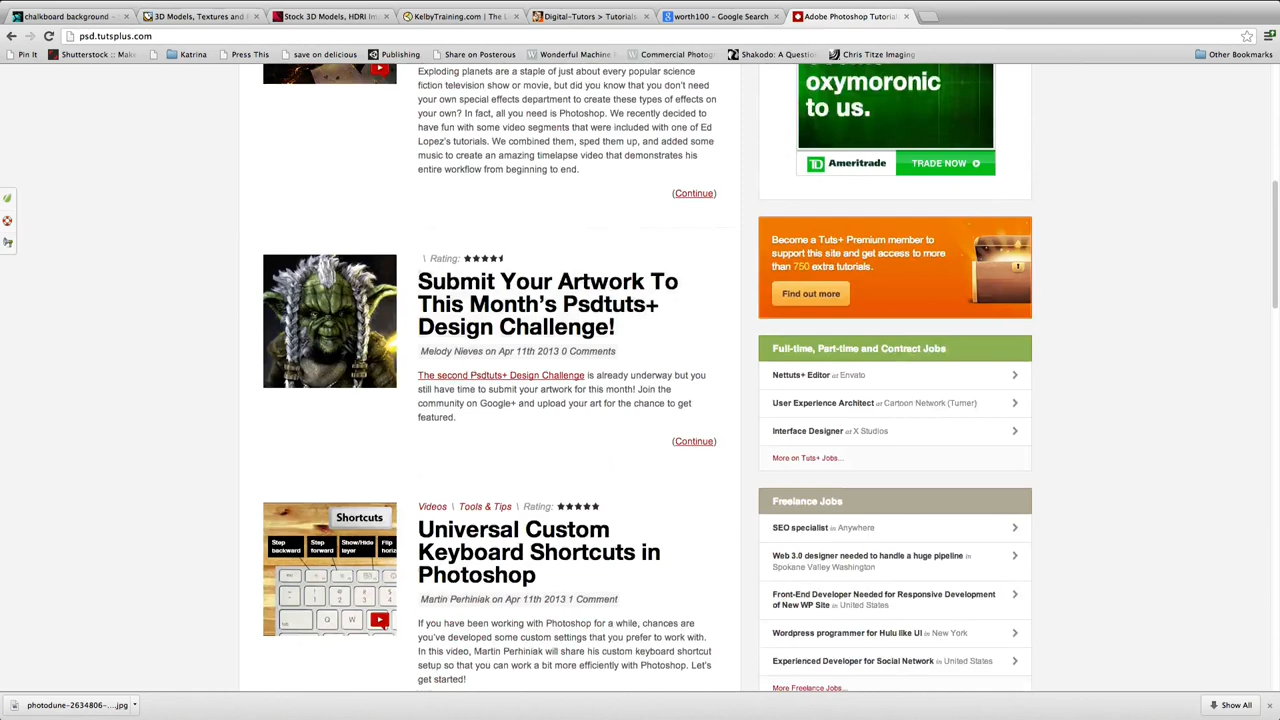 chalkboard background -
3D Models, Textures and
Stock 3D Models, HDRI Im
KelbyTraining.com | The L
Digital-Tutors > Tutorials
worth100 - Google Search
Adobe Photoshop Tutorial
psd.tutsplus.com
Pin It
Shutterstock :: Make
Katrina
Press This
save on delicious
Publishing
Share on Posterous
Wonderful Machine
Commercial Photog
Shakodo: A Question
Chris Titze Imaging
Other Bookmarks
Exploding planets are a staple of just about every popular science
fiction television show or movie, but did you know that you don't need
your own special effects department to create these types of effects on
your own? In fact, all you need is Photoshop. We recently decided to
have fun with some video segments that were included with one of Ed
Lopez's tutorials. We combined them, sped them up, and added some
music to create an amazing timelapse video that demonstrates his
entire workflow from beginning to end.
(Continue)
\ Rating:
Submit Your Artwork To
This Month's Psdtuts+
Design Challenge!
Melody Nieves on Apr 11th 2013 0 Comments
The second Psdtuts+ Design Challenge is already underway but you
still have time to submit your artwork for this month! Join the
community on Google+ and upload your art for the chance to get
featured.
(Continue)
Shortcuts
Step backward
Step forward
Show/Hide layer
Flip
Q W
Videos \ Tools & Tips \ Rating:
Universal Custom
Keyboard Shortcuts in
Photoshop
Martin Perhiniak on Apr 11th 2013 1 Comment
If you have been working with Photoshop for a while, chances are
you've developed some custom settings that you prefer to work with.
In this video, Martin Perhiniak will share his custom keyboard shortcut
setup so that you can work a bit more efficiently with Photoshop. Let's
get started!
oxymoronic
to us.
TD Ameritrade
TRADE NOW
Become a Tuts+ Premium member to
support this site and get access to more
than 750 extra tutorials.
Find out more
Full-time, Part-time and Contract Jobs
Nettuts+ Editor at Envato
User Experience Architect at Cartoon Network (Turner)
Interface Designer at X Studios
More on Tuts+ Jobs...
Freelance Jobs
SEO specialist in Anywhere
Web 3.0 designer needed to handle a huge pipeline in
Spokane Valley Washington
Front-End Developer Needed for Responsive Development
of New WP Site in United States
Wordpress programmer for Hulu like UI in New York
Experienced Developer for Social Network in United States
More Freelance Jobs...
photodune-2634806-....jpg
Show All